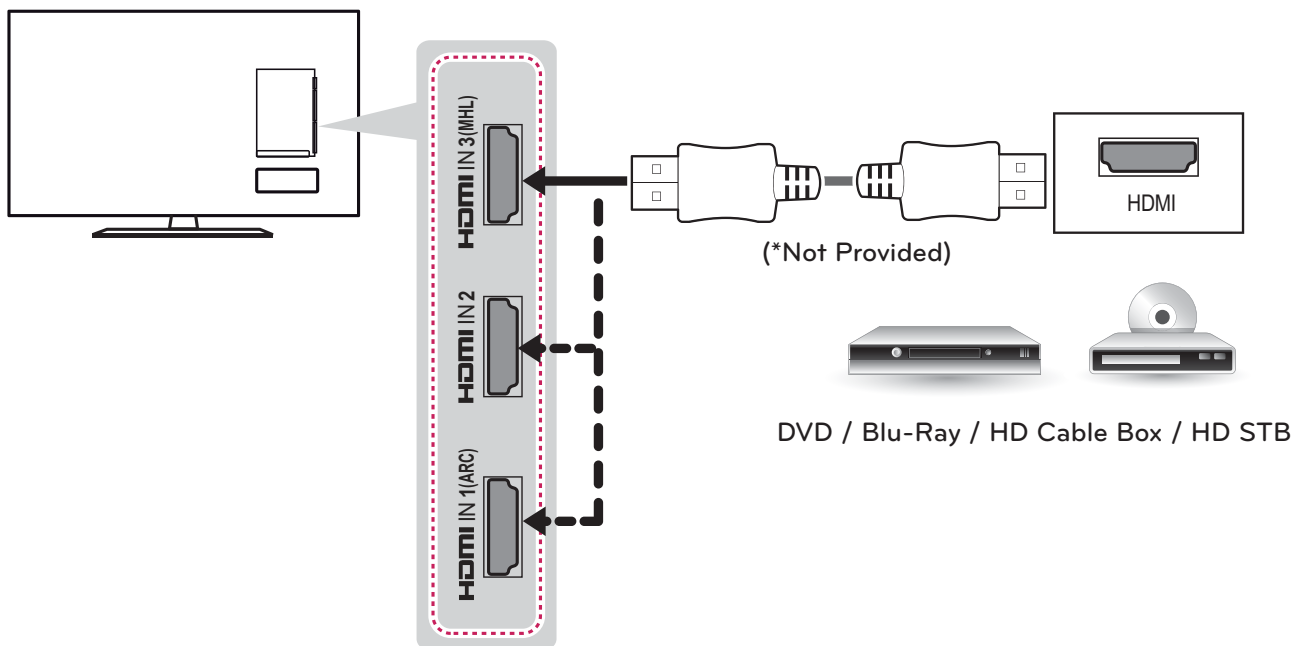 HDMI IN 3(MHL)
HDMI IN 2
HDMI IN 1(ARC)
(*Not Provided)
HDMI
DVD / Blu-Ray / HD Cable Box / HD STB